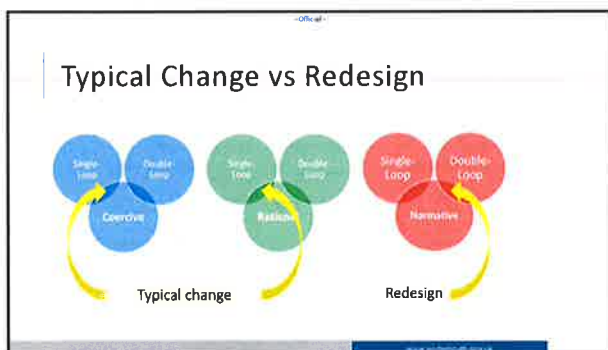 -Official-
Typical Change vs Redesign
Single-
Loop
Double-
Loop
Coercive
Single-
Loop
Double-
Loop
Rational
Single-
Loop
Double-
Loop
Normative
Typical change
Redesign